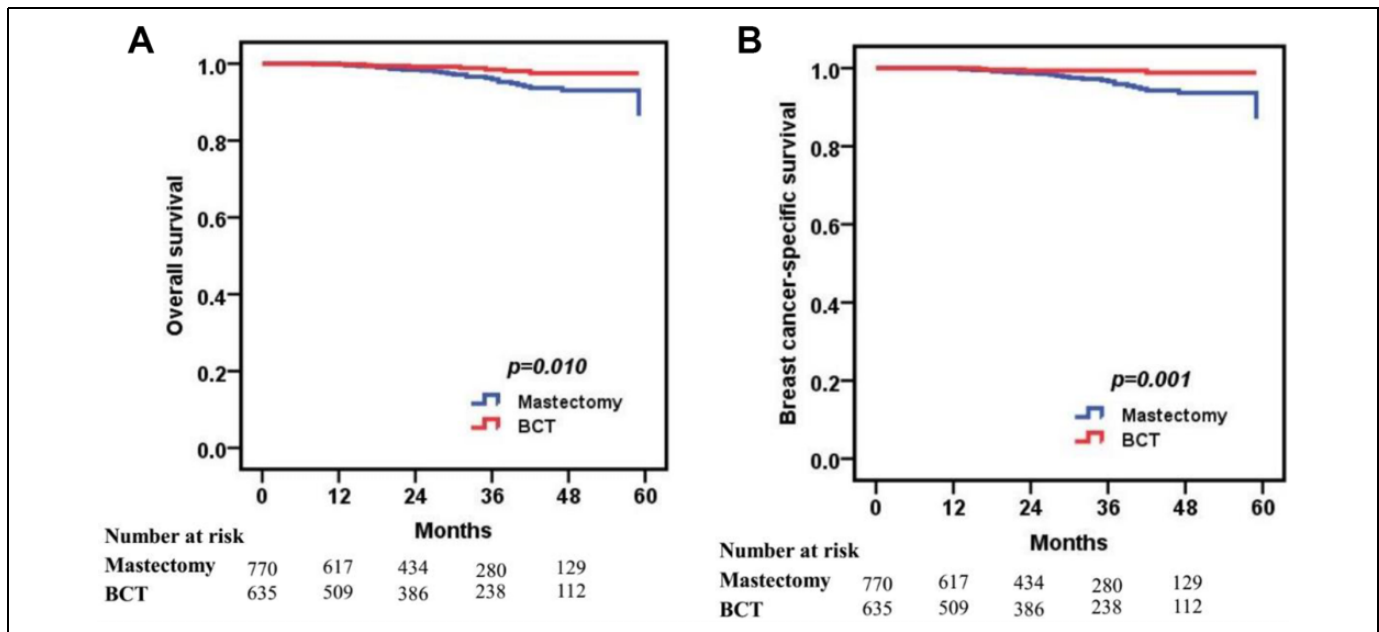 A
Overall survival
1.0
0.8
0.6
0.4
0.2
0.0
p=0.010
Mastectomy
BCT
0 12 24 36 48 60
Months
Number at risk
Mastectomy 770 617 434 280 129
BCT 635 509 386 238 112
B
Breast cancer-specific survival
1.0
0.8
0.6
0.4
0.2
0.0
p=0.001
Mastectomy
BCT
0 12 24 36 48 60
Months
Number at risk
Mastectomy 770 617 434 280 129
BCT 635 509 386 238 112